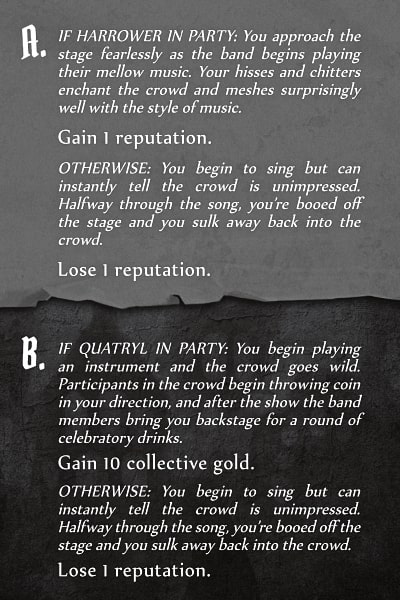 A. IF HARROWER IN PARTY: You approach the
stage fearlessly as the band begins playing
their mellow music. Your hisses and chitters
enchant the crowd and meshes surprisingly
well with the style of music.
Gain 1 reputation.
OTHERWISE: You begin to sing but can
instantly tell the crowd is unimpressed.
Halfway through the song, you're booed off
the stage and you sulk away back into the
crowd.
Lose 1 reputation.
B. IF QUATRYL IN PARTY: You begin playing
an instrument and the crowd goes wild.
Participants in the crowd begin throwing coin
in your direction, and after the show the band
members bring you backstage for a round of
celebratory drinks.
Gain 10 collective gold.
OTHERWISE: You begin to sing but can
instantly tell the crowd is unimpressed.
Halfway through the song, you're booed off the
stage and you sulk away back into the crowd.
Lose 1 reputation.